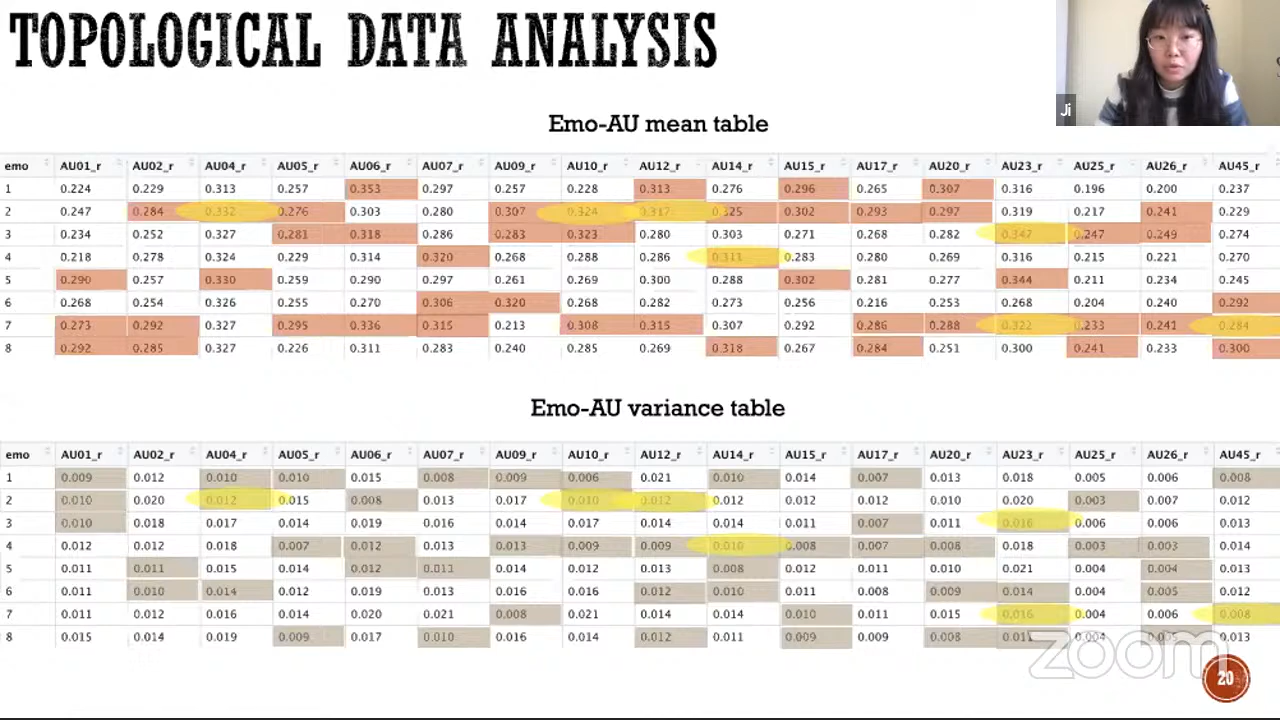 TOPOLOGICAL DATA ANALYSIS
Ji
Emo-AU mean table
emo AU01_r AU02_r AU04_r AU05_r AU06_r AU07_r AU09_r AU10_r AU12_r AU14_r AU15_r AU17_r AU20_r AU23_r AU25_r AU26_r AU45_r
1 0.224 0.229 0.313 0.257 0.353 0.297 0.257 0.228 0.313 0.276 0.296 0.265 0.307 0.316 0.196 0.200 0.237
2 0.247 0.284 0.332 0.276 0.303 0.280 0.307 0.324 0.317 0.325 0.302 0.293 0.297 0.319 0.217 0.241 0.229
3 0.234 0.252 0.327 0.281 0.318 0.286 0.283 0.323 0.280 0.303 0.271 0.268 0.282 0.347 0.247 0.249 0.274
4 0.218 0.278 0.324 0.229 0.314 0.320 0.268 0.288 0.286 0.311 0.283 0.280 0.269 0.316 0.215 0.221 0.270
5 0.290 0.257 0.330 0.259 0.290 0.297 0.261 0.269 0.300 0.288 0.302 0.281 0.277 0.344 0.211 0.234 0.245
6 0.268 0.254 0.326 0.255 0.270 0.306 0.320 0.268 0.282 0.273 0.256 0.216 0.253 0.268 0.204 0.240 0.292
7 0.273 0.292 0.327 0.295 0.336 0.315 0.213 0.308 0.315 0.307 0.292 0.286 0.288 0.322 0.233 0.241 0.284
8 0.292 0.285 0.327 0.226 0.311 0.283 0.240 0.285 0.269 0.318 0.267 0.284 0.251 0.300 0.241 0.233 0.300
Emo-AU variance table
emo AU01_r AU02_r AU04_r AU05_r AU06_r AU07_r AU09_r AU10_r AU12_r AU14_r AU15_r AU17_r AU20_r AU23_r AU25_r AU26_r AU45_r
1 0.009 0.012 0.010 0.010 0.015 0.008 0.009 0.006 0.021 0.010 0.014 0.007 0.013 0.018 0.005 0.006 0.008
2 0.010 0.020 0.012 0.015 0.008 0.013 0.017 0.010 0.012 0.012 0.012 0.012 0.010 0.020 0.003 0.007 0.012
3 0.010 0.018 0.017 0.014 0.019 0.016 0.014 0.017 0.014 0.014 0.011 0.007 0.011 0.016 0.006 0.006 0.013
4 0.012 0.012 0.018 0.007 0.012 0.013 0.013 0.009 0.009 0.010 0.008 0.007 0.008 0.018 0.003 0.003 0.014
5 0.011 0.011 0.015 0.014 0.012 0.011 0.014 0.012 0.013 0.008 0.012 0.011 0.010 0.021 0.004 0.004 0.013
6 0.011 0.010 0.014 0.012 0.019 0.013 0.016 0.016 0.012 0.010 0.011 0.008 0.009 0.014 0.004 0.005 0.012
7 0.011 0.012 0.016 0.014 0.020 0.021 0.008 0.021 0.014 0.014 0.010 0.011 0.015 0.016 0.004 0.006 0.008
8 0.015 0.014 0.019 0.009 0.017 0.010 0.016 0.014 0.012 0.011 0.009 0.009 0.008 0.004 0.013
zoom
20